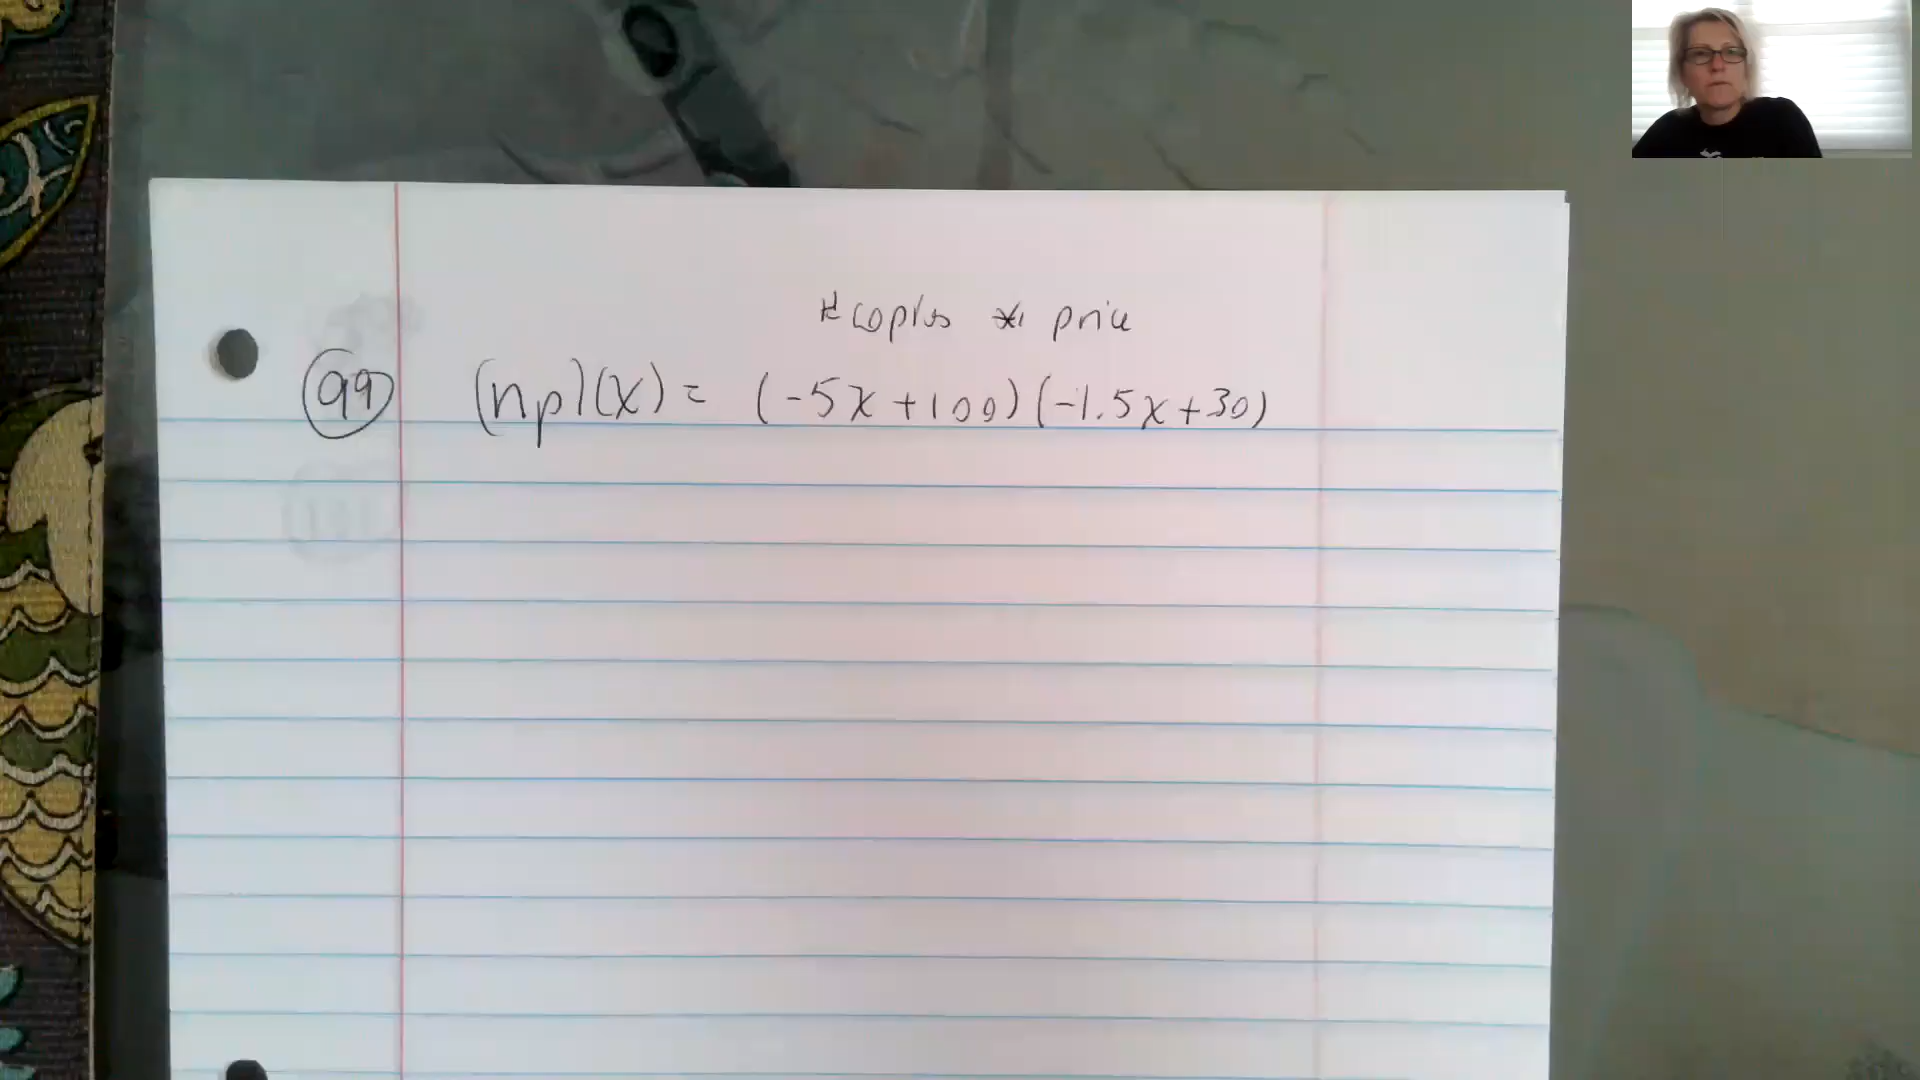 # copies * price
99 (np)(x) = (-5x+100)(-1.5x+30)